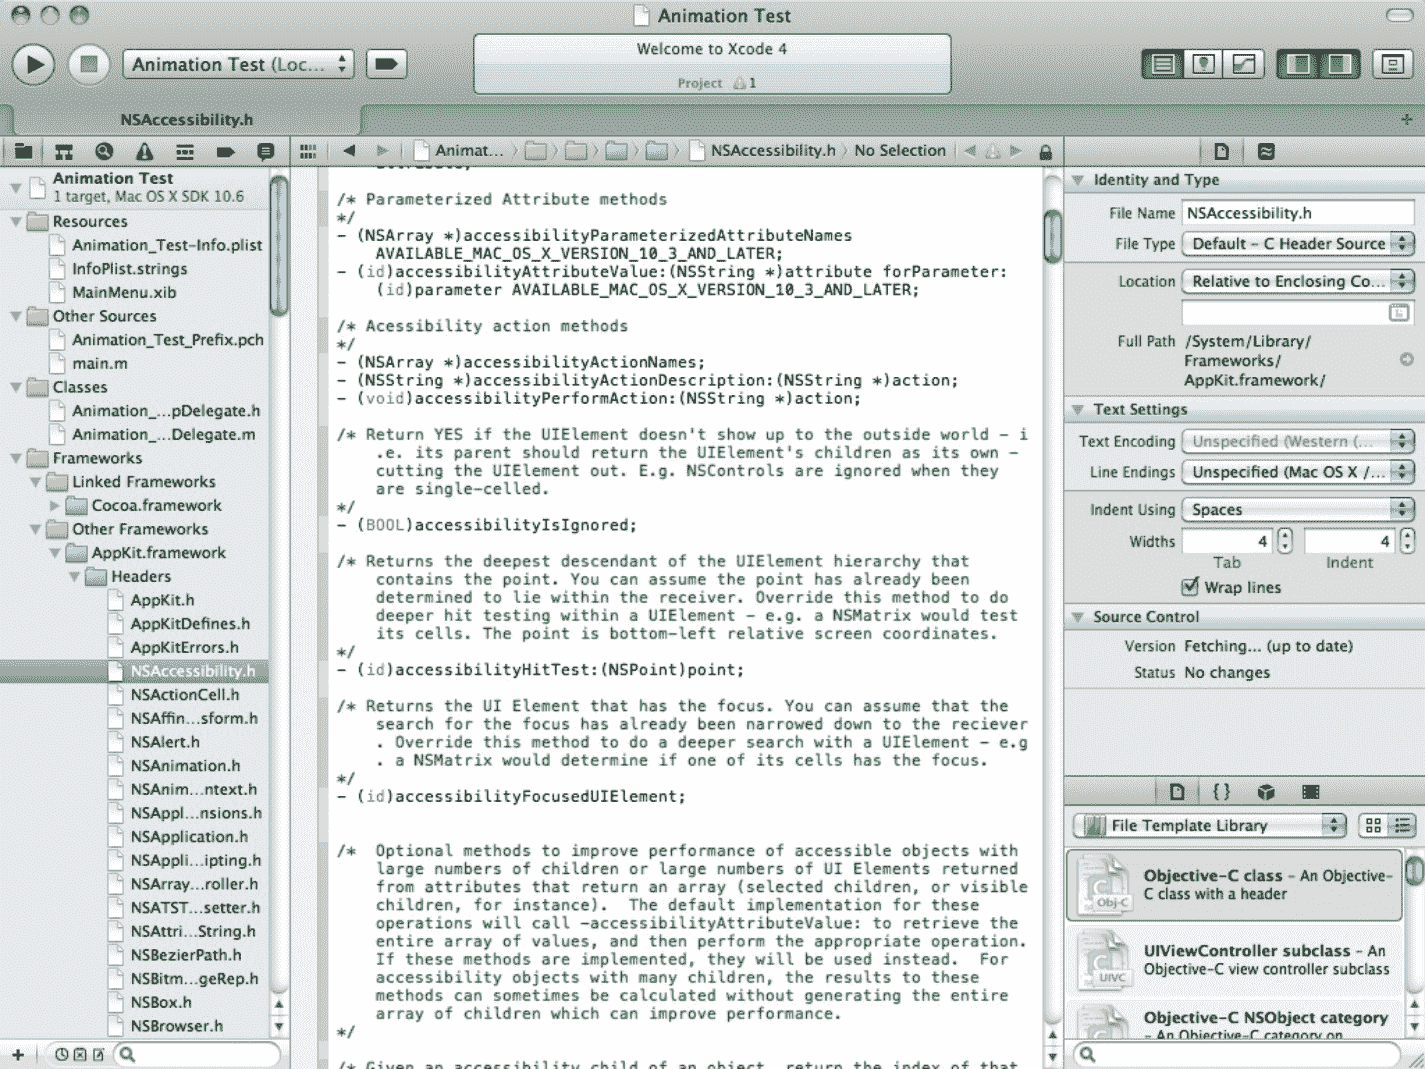 Animation Test
Animation Test (Loc...
Welcome to Xcode 4
Project 1
NSAccessibility.h
Animat... NSAccessibility.h No Selection
Animation Test
1 target, Mac OS X SDK 10.6
Resources
Animation_Test-Info.plist
InfoPlist.strings
MainMenu.xib
Other Sources
Animation_Test_Prefix.pch
main.m
Classes
Animation_...pDelegate.h
Animation_...Delegate.m
Frameworks
Linked Frameworks
Cocoa.framework
Other Frameworks
AppKit.framework
Headers
AppKit.h
AppKitDefines.h
AppKitErrors.h
NSAccessibility.h
NSActionCell.h
NSAffin...sform.h
NSAlert.h
NSAnimation.h
NSAnim...ntext.h
NSAppl...nsions.h
NSApplication.h
NSAppli...ipting.h
NSArray...roller.h
NSATST...setter.h
NSAttri...String.h
NSBezierPath.h
NSBitm...geRep.h
NSBox.h
NSBrowser.h
/* Parameterized Attribute methods
*/
- (NSArray *)accessibilityParameterizedAttributeNames
AVAILABLE_MAC_OS_X_VERSION_10_3_AND_LATER;
- (id)accessibilityAttributeValue:(NSString *)attribute forParameter:
(id)parameter AVAILABLE_MAC_OS_X_VERSION_10_3_AND_LATER;
/* Acessibility action methods
*/
- (NSArray *)accessibilityActionNames;
- (NSString *)accessibilityActionDescription:(NSString *)action;
- (void)accessibilityPerformAction:(NSString *)action;
/* Return YES if the UIElement doesn't show up to the outside world - i
.e. its parent should return the UIElement's children as its own -
cutting the UIElement out. E.g. NSControls are ignored when they
are single-celled.
*/
- (BOOL)accessibilityIsIgnored;
/* Returns the deepest descendant of the UIElement hierarchy that
contains the point. You can assume the point has already been
determined to lie within the receiver. Override this method to do
deeper hit testing within a UIElement - e.g. a NSMatrix would test
its cells. The point is bottom-left relative screen coordinates.
*/
- (id)accessibilityHitTest:(NSPoint)point;
/* Returns the UI Element that has the focus. You can assume that the
search for the focus has already been narrowed down to the reciever
. Override this method to do a deeper search with a UIElement - e.g
. a NSMatrix would determine if one of its cells has the focus.
*/
- (id)accessibilityFocusedUIElement;
/* Optional methods to improve performance of accessible objects with
large numbers of children or large numbers of UI Elements returned
from attributes that return an array (selected children, or visible
children, for instance). The default implementation for these
operations will call -accessibilityAttributeValue: to retrieve the
entire array of values, and then perform the appropriate operation.
If these methods are implemented, they will be used instead. For
accessibility objects with many children, the results to these
methods can sometimes be calculated without generating the entire
array of children which can improve performance.
*/
/* Given an accessibility child of an object, return the index of that
Identity and Type
File Name NSAccessibility.h
File Type Default - C Header Source
Location Relative to Enclosing Co...
Full Path /System/Library/
Frameworks/
AppKit.framework/
Text Settings
Text Encoding Unspecified (Western (...
Line Endings Unspecified (Mac OS X /...
Indent Using Spaces
Widths 4 4
Tab Indent
Wrap lines
Source Control
Version Fetching... (up to date)
Status No changes
{}
File Template Library
Objective-C class - An Objective-
C class with a header
Obj-C
UIViewController subclass - An
Objective-C view controller subclass
UIVC
Objective-C NSObject category
- An Objective-C category on